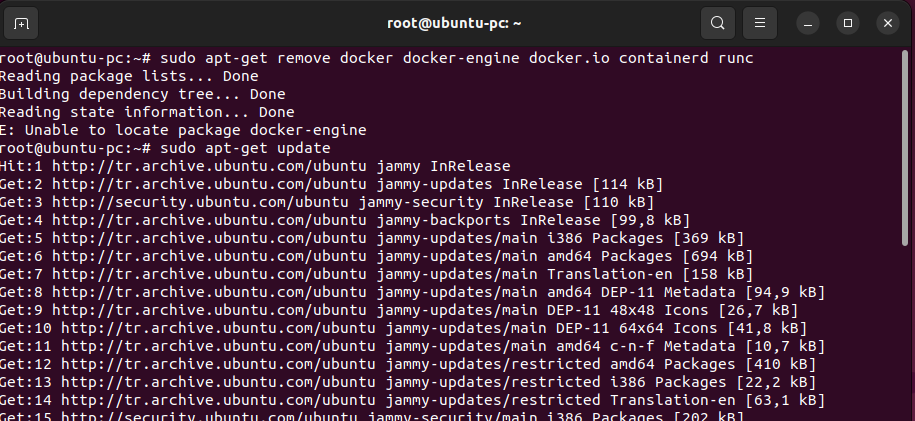 root@ubuntu-pc: ~
root@ubuntu-pc:~# sudo apt-get remove docker docker-engine docker.io containerd runc
Reading package lists... Done
Building dependency tree... Done
Reading state information... Done
E: Unable to locate package docker-engine
root@ubuntu-pc:~# sudo apt-get update
Hit:1 http://tr.archive.ubuntu.com/ubuntu jammy InRelease
Get:2 http://tr.archive.ubuntu.com/ubuntu jammy-updates InRelease [114 kB]
Get:3 http://security.ubuntu.com/ubuntu jammy-security InRelease [110 kB]
Get:4 http://tr.archive.ubuntu.com/ubuntu jammy-backports InRelease [99,8 kB]
Get:5 http://tr.archive.ubuntu.com/ubuntu jammy-updates/main i386 Packages [369 kB]
Get:6 http://tr.archive.ubuntu.com/ubuntu jammy-updates/main amd64 Packages [694 kB]
Get:7 http://tr.archive.ubuntu.com/ubuntu jammy-updates/main Translation-en [158 kB]
Get:8 http://tr.archive.ubuntu.com/ubuntu jammy-updates/main amd64 DEP-11 Metadata [94,9 kB]
Get:9 http://tr.archive.ubuntu.com/ubuntu jammy-updates/main DEP-11 48x48 Icons [26,7 kB]
Get:10 http://tr.archive.ubuntu.com/ubuntu jammy-updates/main DEP-11 64x64 Icons [41,8 kB]
Get:11 http://tr.archive.ubuntu.com/ubuntu jammy-updates/main amd64 c-n-f Metadata [10,7 kB]
Get:12 http://tr.archive.ubuntu.com/ubuntu jammy-updates/restricted amd64 Packages [410 kB]
Get:13 http://tr.archive.ubuntu.com/ubuntu jammy-updates/restricted i386 Packages [22,2 kB]
Get:14 http://tr.archive.ubuntu.com/ubuntu jammy-updates/restricted Translation-en [63,1 kB]
Get:15 http://security.ubuntu.com/ubuntu jammy-security/main i386 Packages [202 kB]